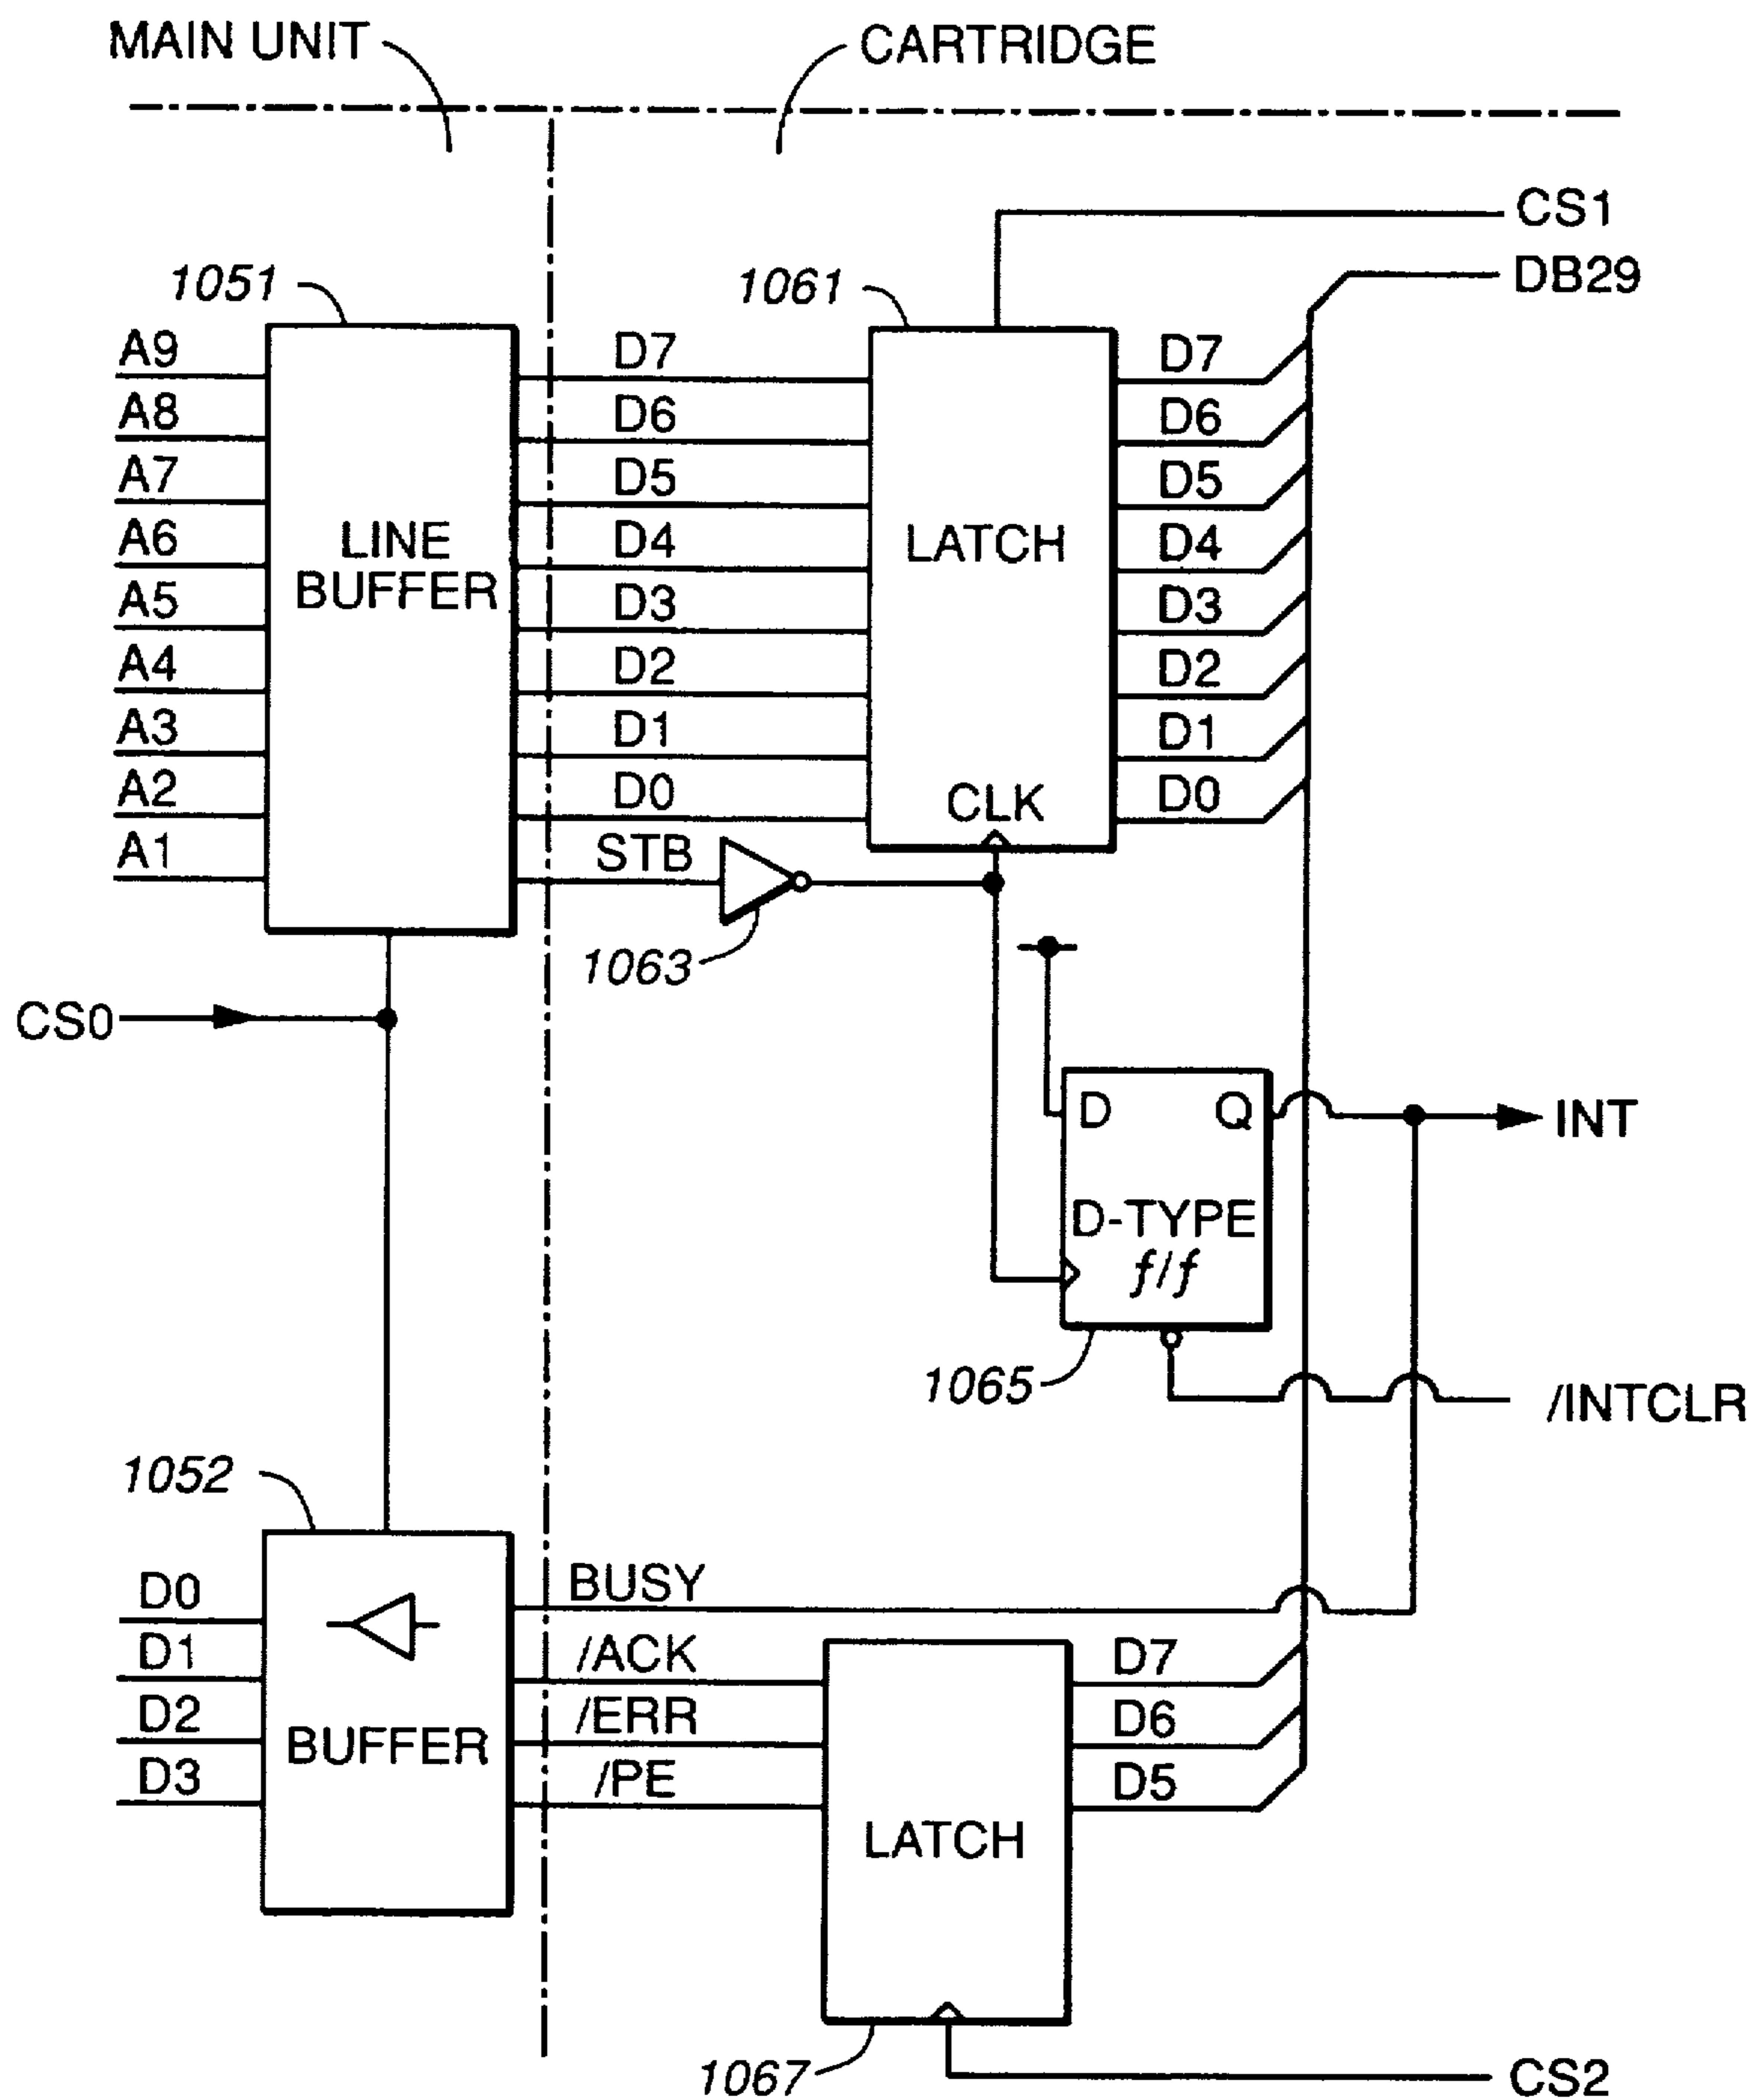 MAIN UNIT
CARTRIDGE
CS1
DB29
1051
1061
A9
A8
A7
A6
A5
A4
A3
A2
A1
LINE
BUFFER
D7
D6
D5
D4
D3
D2
D1
D0
STB
LATCH
CLK
D7
D6
D5
D4
D3
D2
D1
D0
1063
CS0
D
Q
D-TYPE
f/f
INT
1065
/INTCLR
1052
D0
D1
D2
D3
BUFFER
BUSY
/ACK
/ERR
/PE
LATCH
D7
D6
D5
1067
CS2